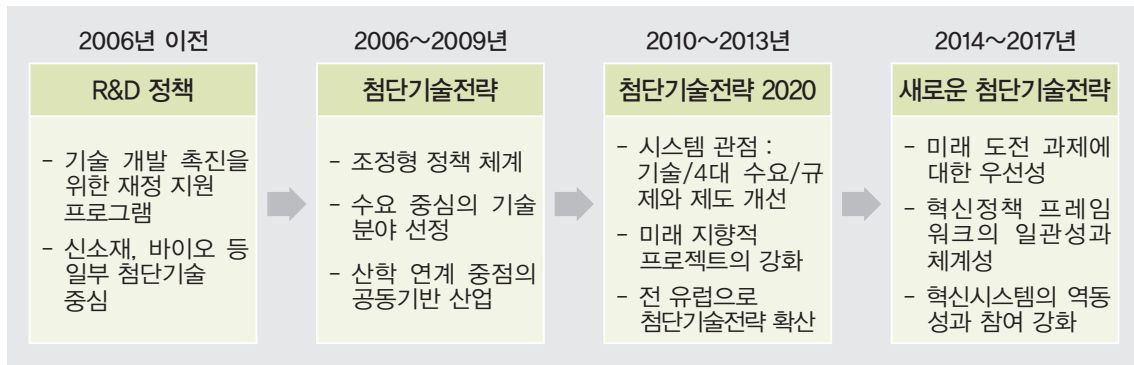 2006년 이전
R&D 정책
- 기술 개발 촉진을
위한 재정 지원
프로그램
- 신소재, 바이오 등
일부 첨단기술
중심
2006~2009년
첨단기술전략
- 조정형 정책 체계
- 수요 중심의 기술
분야 선정
- 산학 연계 중점의
공동기반 산업
2010~2013년
첨단기술전략 2020
- 시스템 관점 :
기술/4대 수요/규
제와 제도 개선
- 미래 지향적
프로젝트의 강화
- 전 유럽으로
첨단기술전략 확산
2014~2017년
새로운 첨단기술전략
- 미래 도전 과제에
대한 우선성
- 혁신정책 프레임
워크의 일관성과
체계성
- 혁신시스템의 역동
성과 참여 강화